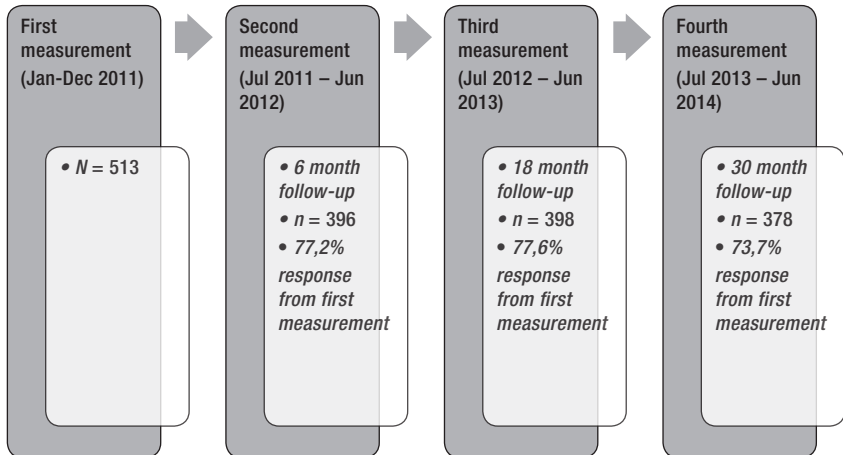 First
measurement
(Jan-Dec 2011)
• N = 513
Second
measurement
(Jul 2011 – Jun
2012)
• 6 month
follow-up
• n = 396
• 77,2%
response
from first
measurement
Third
measurement
(Jul 2012 – Jun
2013)
• 18 month
follow-up
• n = 398
• 77,6%
response
from first
measurement
Fourth
measurement
(Jul 2013 – Jun
2014)
• 30 month
follow-up
• n = 378
• 73,7%
response
from first
measurement